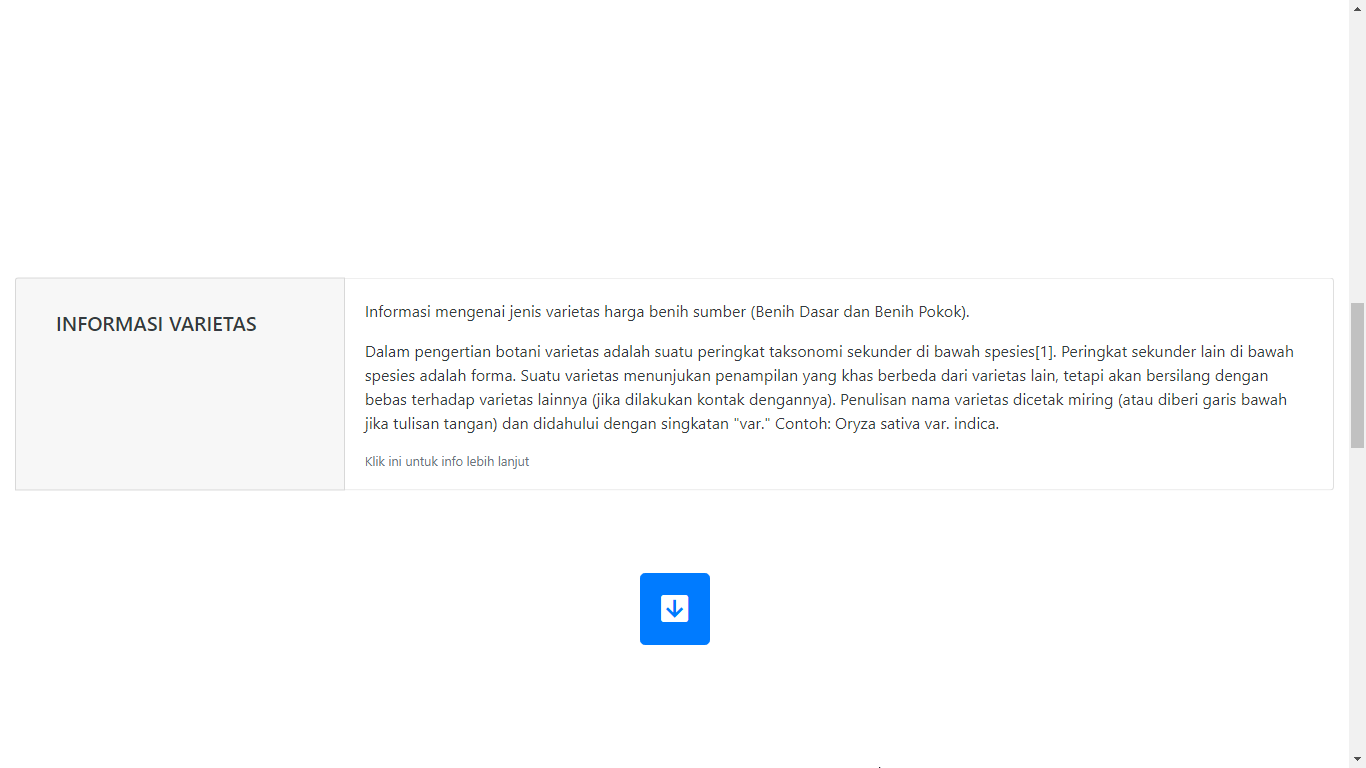 INFORMASI VARIETAS
Informasi mengenai jenis varietas harga benih sumber (Benih Dasar dan Benih Pokok).
Dalam pengertian botani varietas adalah suatu peringkat taksonomi sekunder di bawah spesies[1]. Peringkat sekunder lain di bawah
spesies adalah forma. Suatu varietas menunjukan penampilan yang khas berbeda dari varietas lain, tetapi akan bersilang dengan
bebas terhadap varietas lainnya (jika dilakukan kontak dengannya). Penulisan nama varietas dicetak miring (atau diberi garis bawah
jika tulisan tangan) dan didahului dengan singkatan "var." Contoh: Oryza sativa var. indica.
Klik ini untuk info lebih lanjut